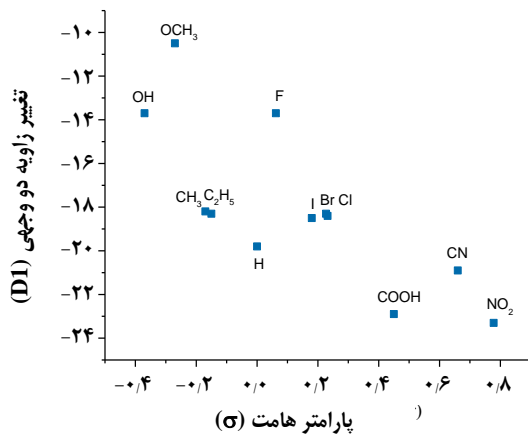 تغییر زاویه دو وجهی (D1)
−۱۰
−۱۲
−۱۴
−۱۶
−۱۸
−۲۰
−۲۲
−۲۴
OCH₃
OH
F
CH₃ C₂H₅
I Br Cl
H
CN
COOH
NO₂
−۰/۴ −۰/۲ ۰/۰ ۰/۲ ۰/۴ ۰/۶ ۰/۸
پارامتر هامت (σ)
)